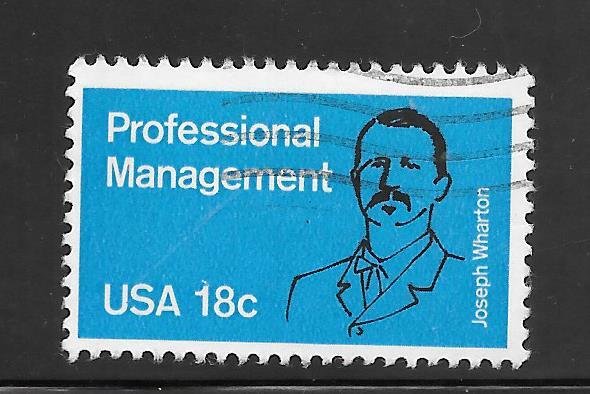 Professional
Management
USA 18c
Joseph Wharton